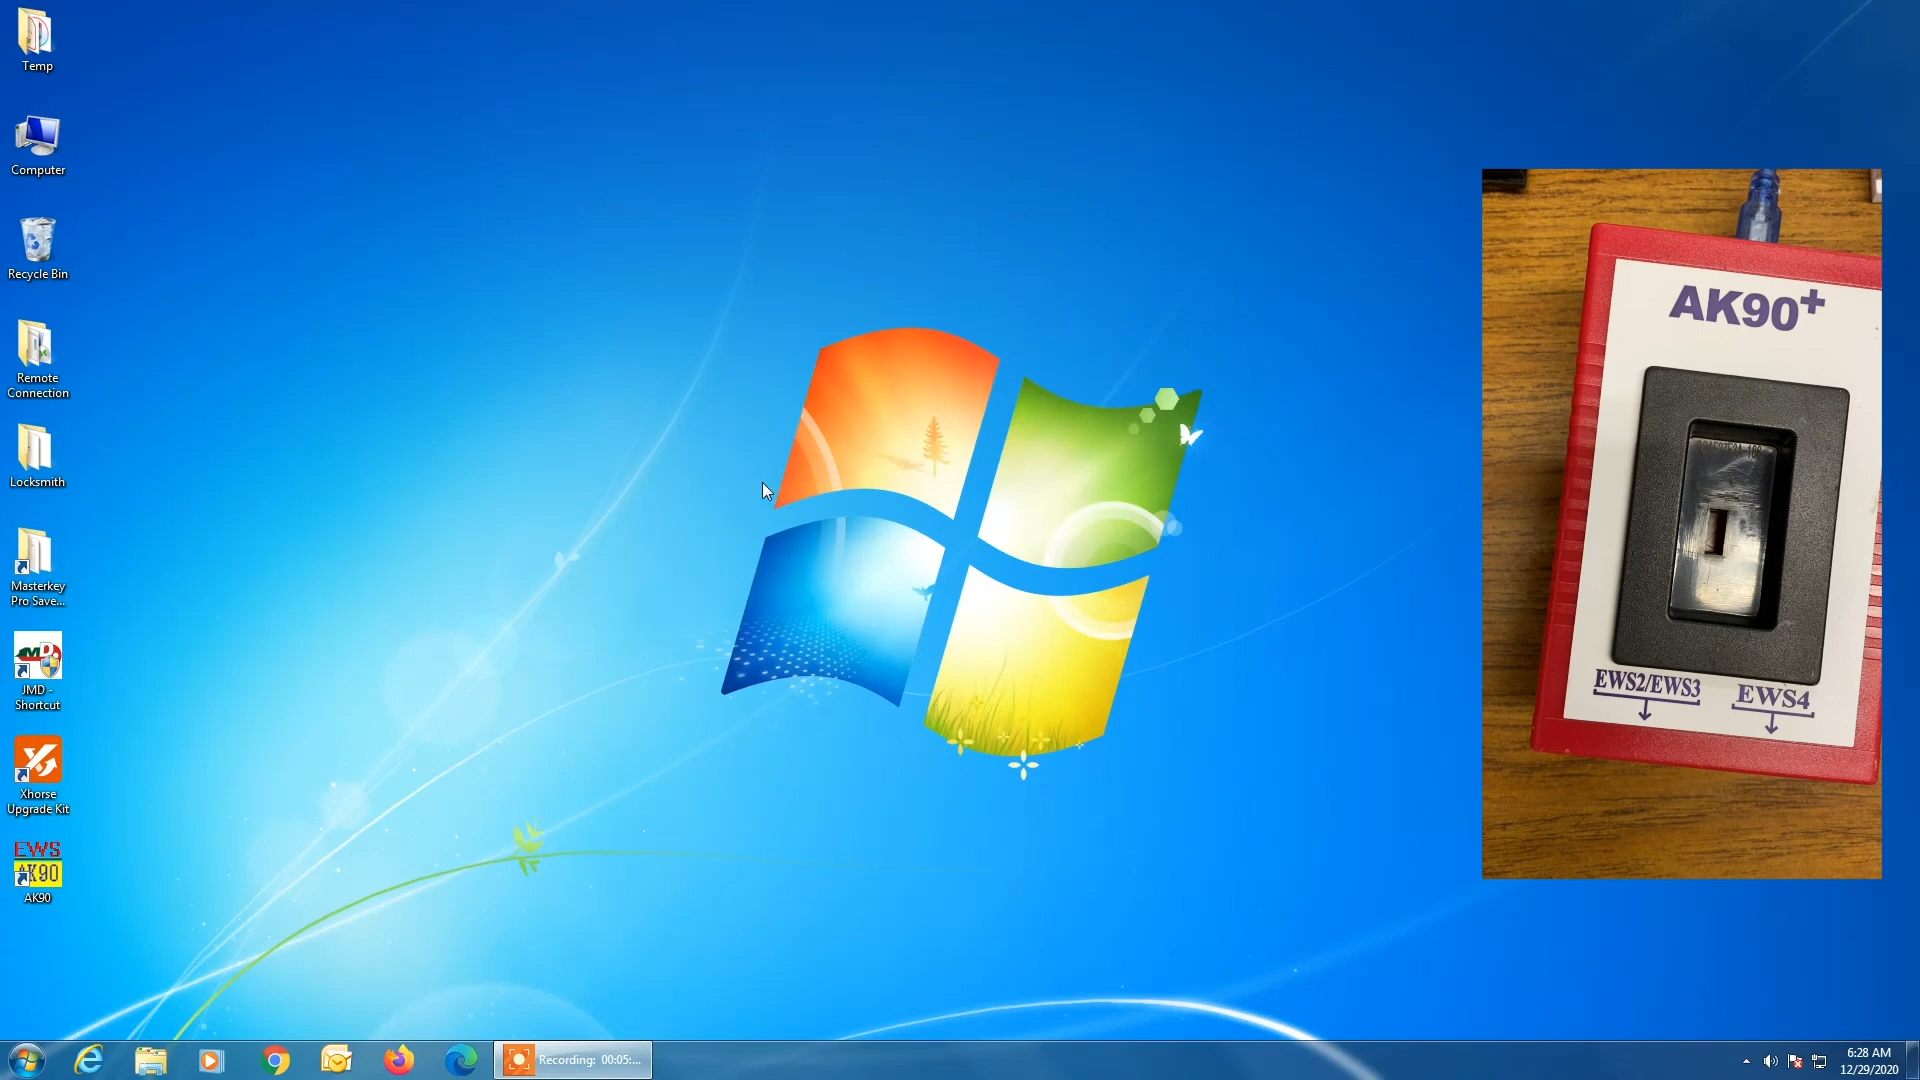 Temp
Computer
Recycle Bin
Remote
Connection
Locksmith
Masterkey
Pro Save...
JMD -
Shortcut
Xhorse
Upgrade Kit
EWS
AK90
AK90
AK90+
EWS2/EWS3
EWS4
Recording: 00:05:...
6:28 AM
12/29/2020